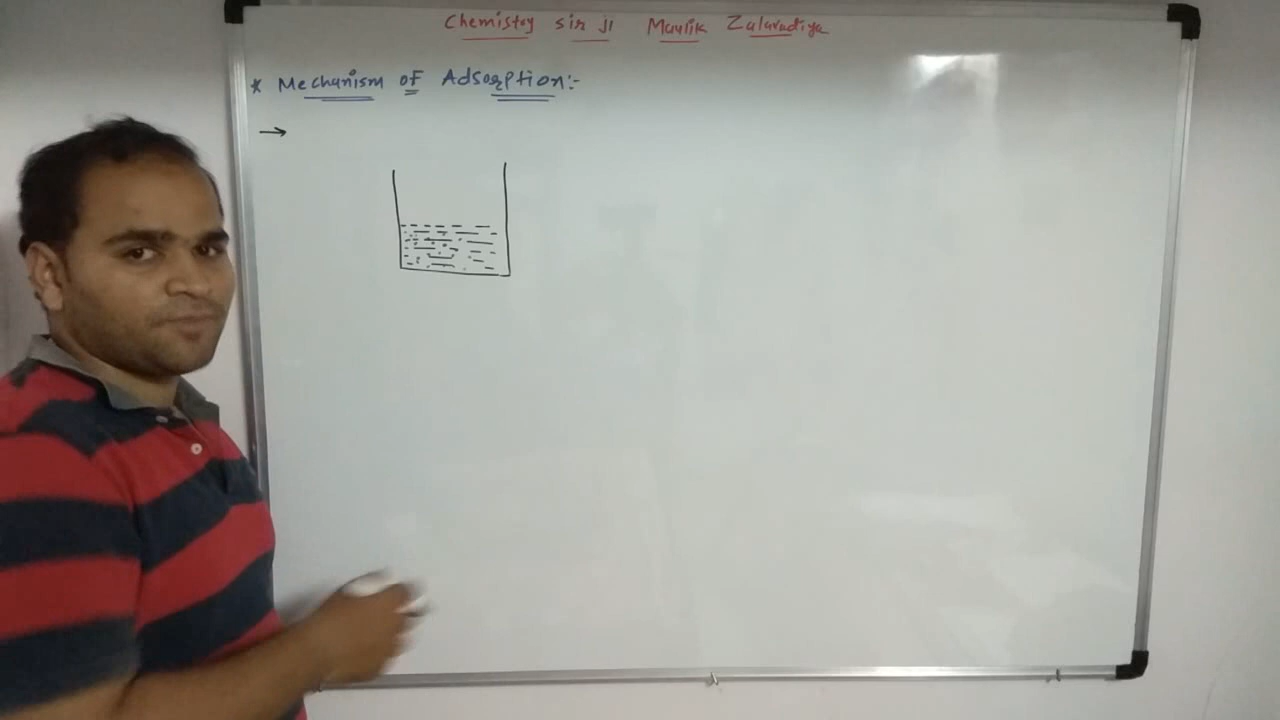 Chemistry sir ji Maulik Zalavadiya
* Mechanism of Adsorption:-
→